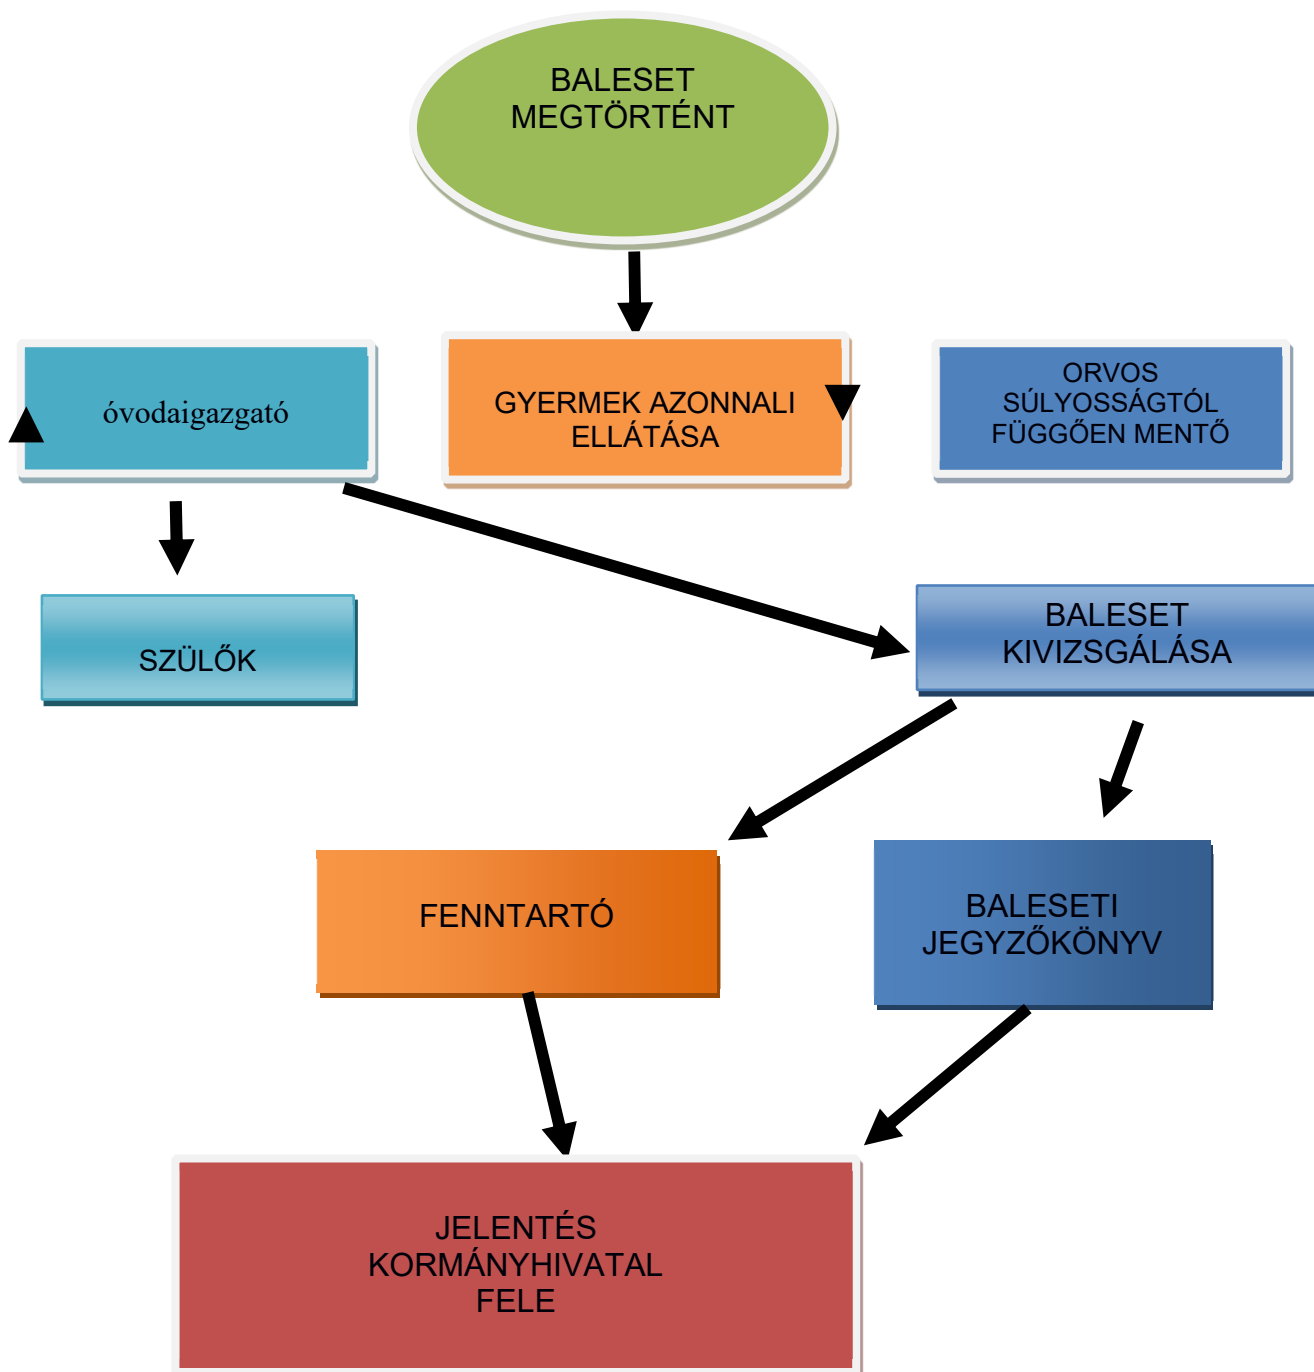 BALESET
MEGTÖRTÉNT
óvodaigazgató
GYERMEK AZONNALI
ELLÁTÁSA
ORVOS
SÚLYOSSÁGTÓL
FÜGGŐEN MENTŐ
SZÜLŐK
BALESET
KIVIZSGÁLÁSA
FENNTARTÓ
BALESETI
JEGYZŐKÖNYV
JELENTÉS
KORMÁNYHIVATAL
FELE